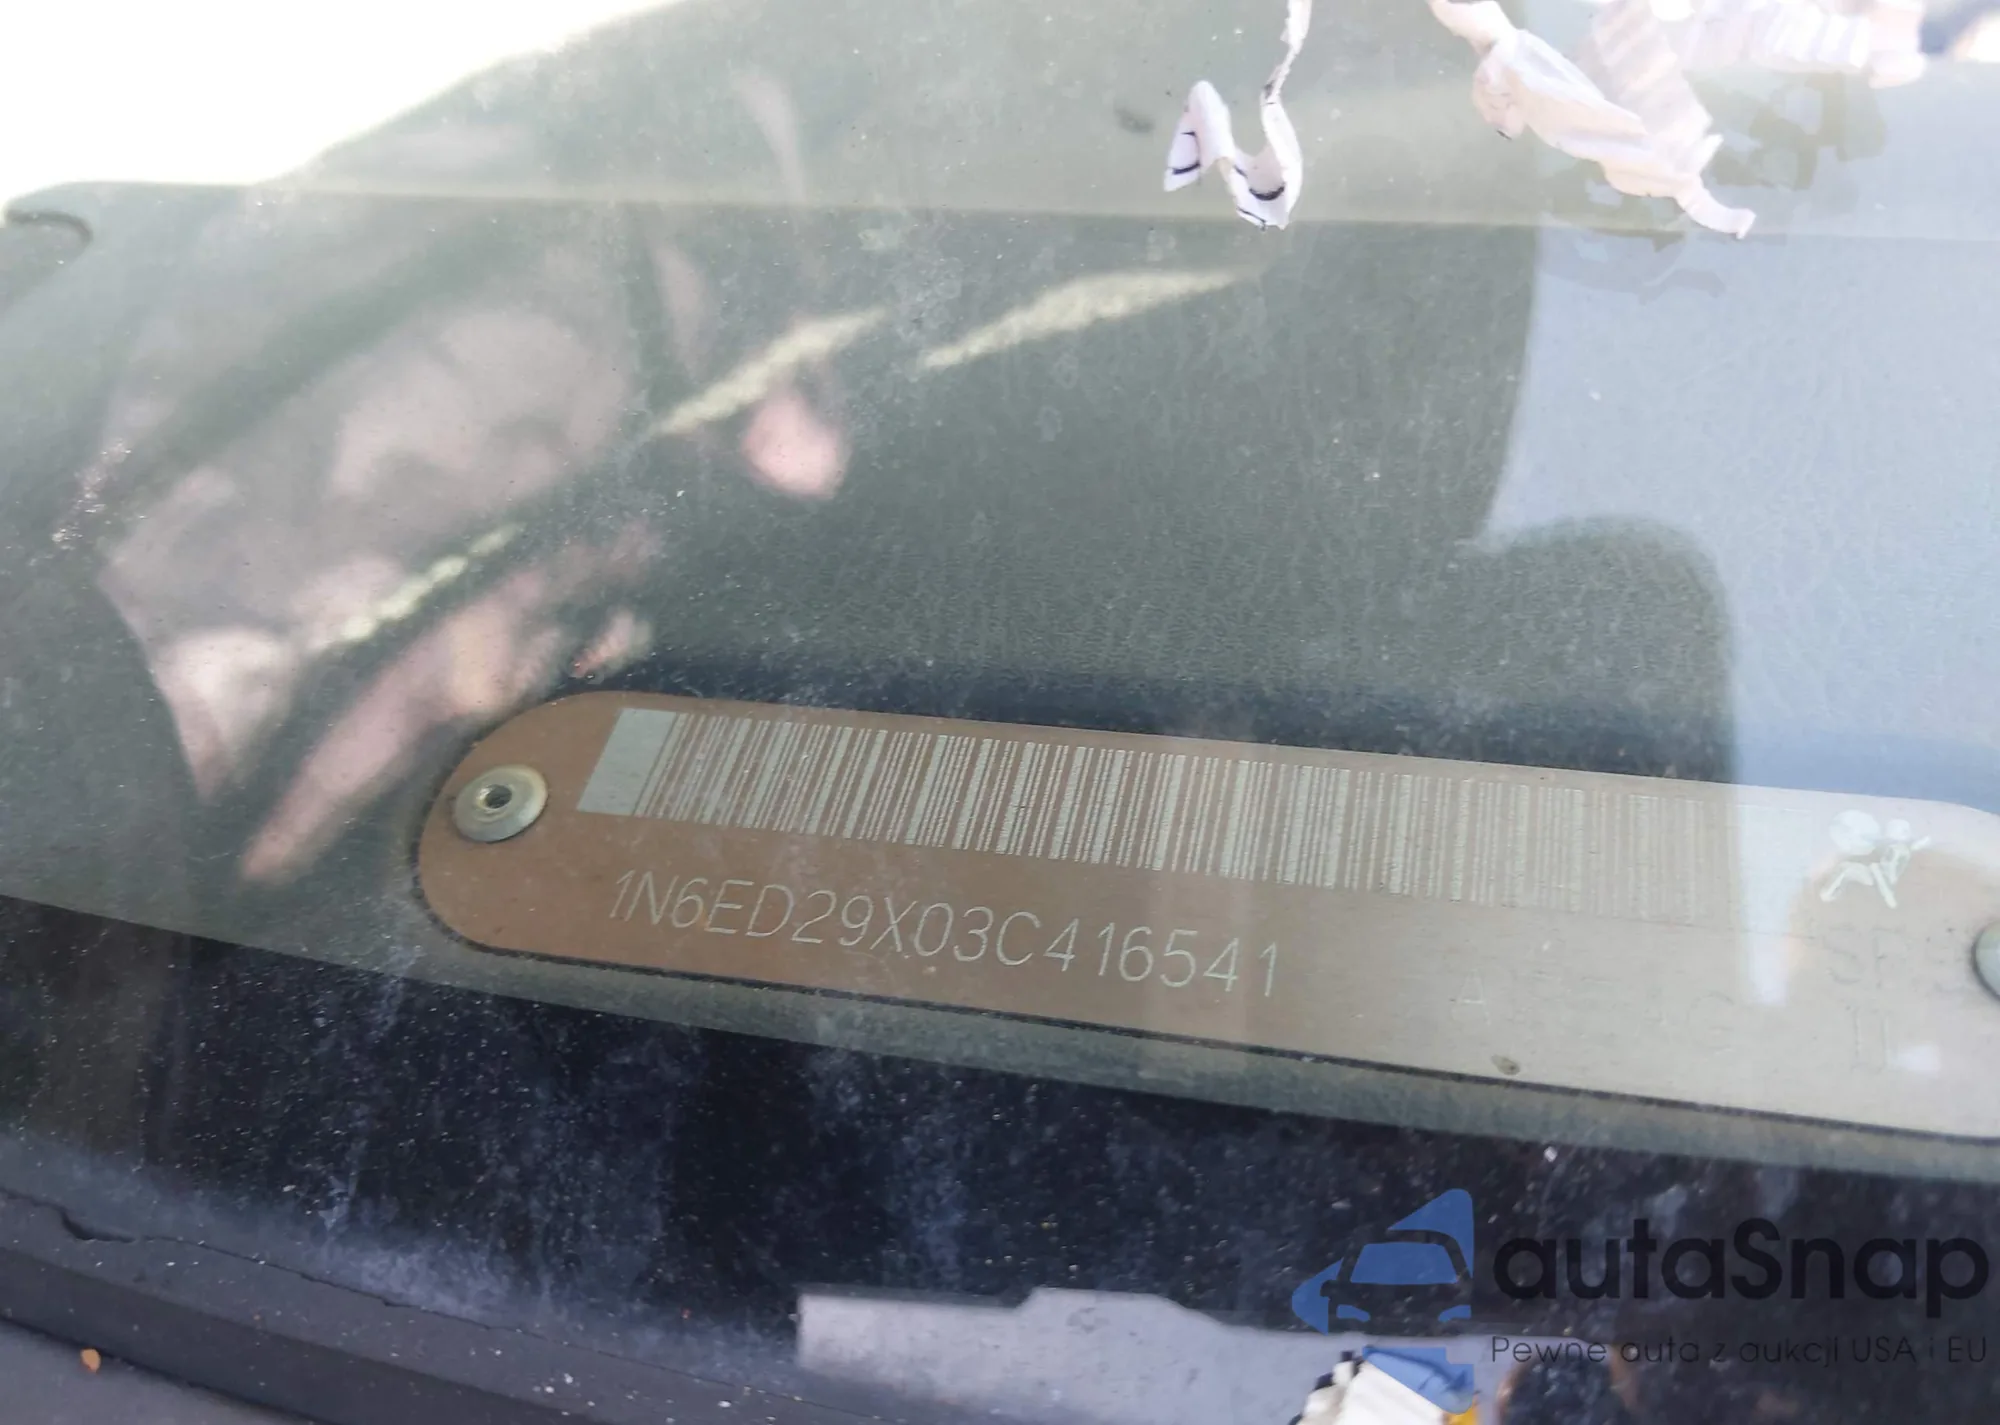 1N6ED29X03C416541
autaSnap
Pewne auta z aukcji USA i EU